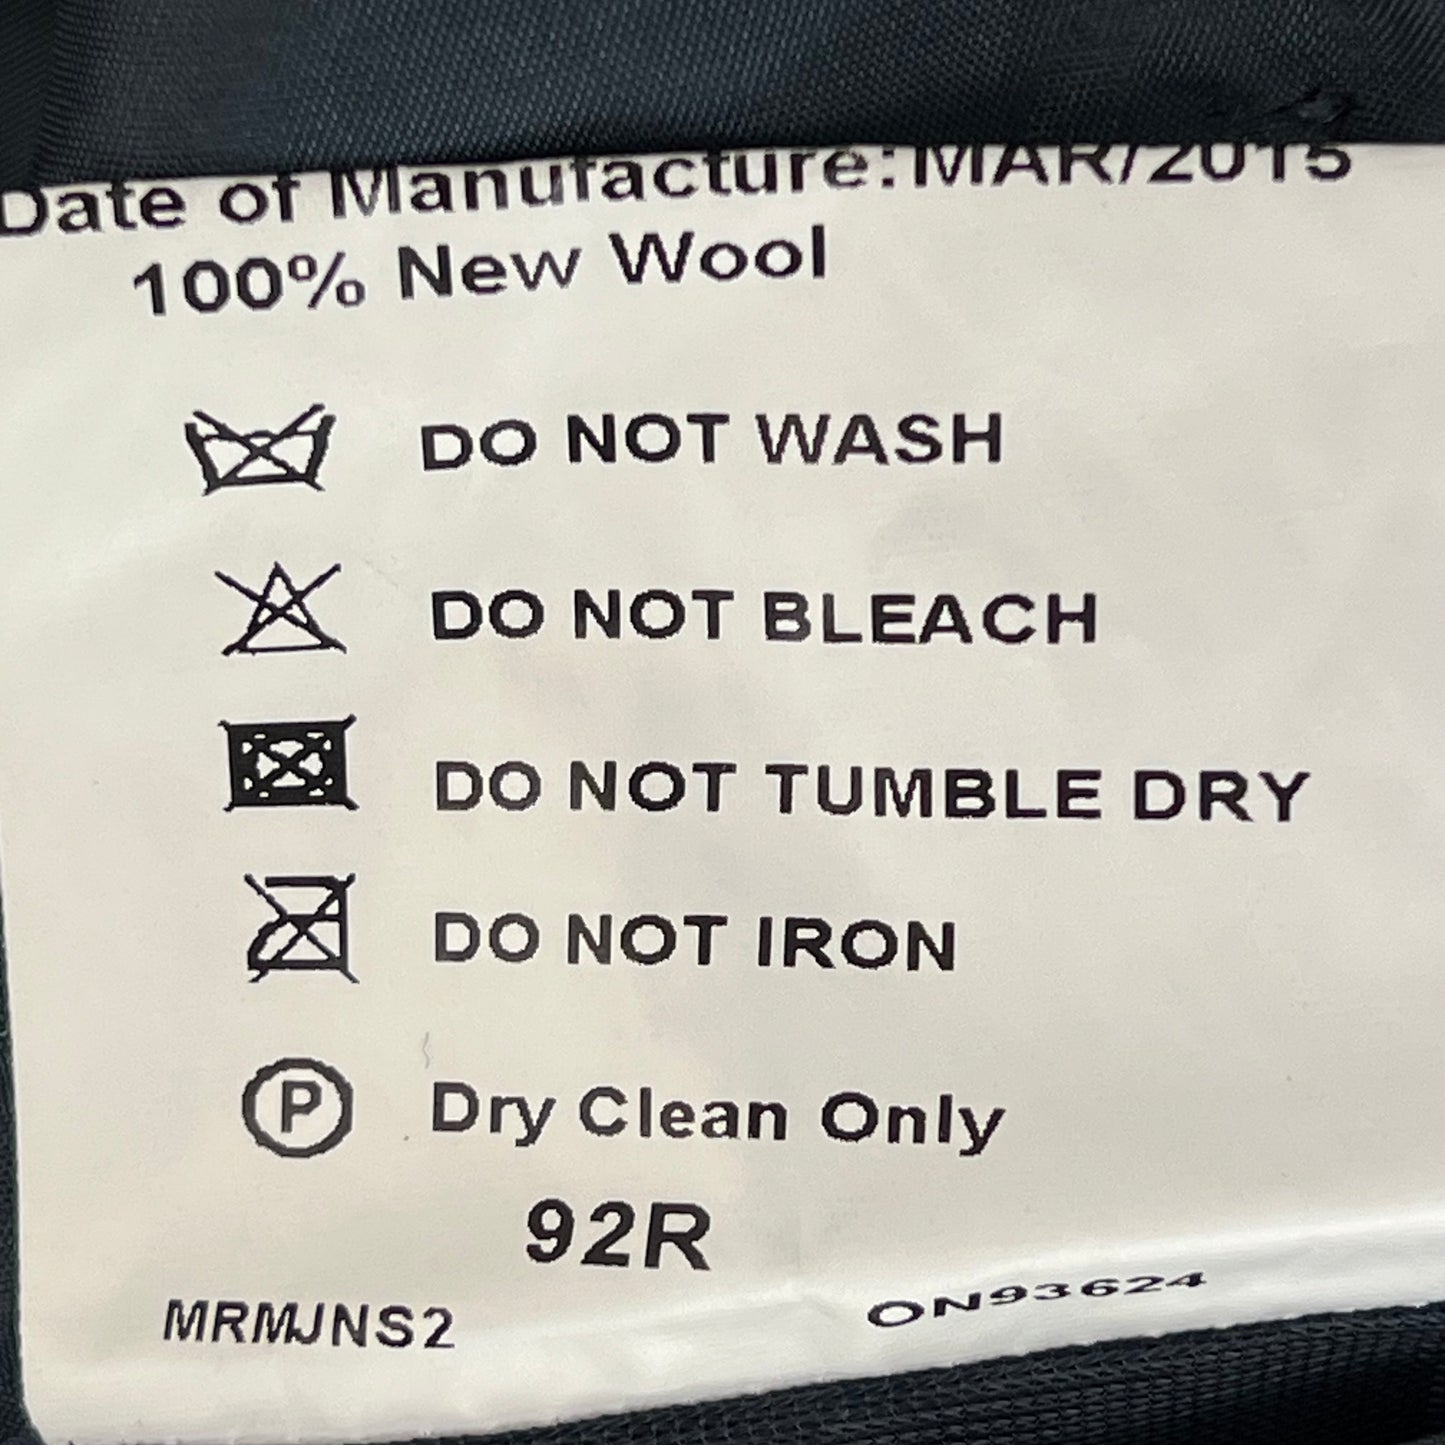 Date of Manufacture:MAR/2015
100% New Wool
DO NOT WASH
DO NOT BLEACH
DO NOT TUMBLE DRY
DO NOT IRON
P Dry Clean Only
92R
MRMJNS2 ON93624